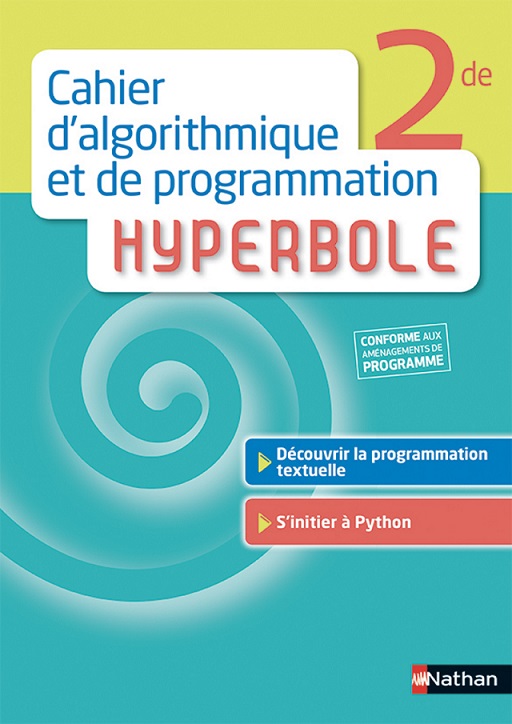 2de
Cahier
d'algorithmique
et de programmation
HYPERBOLE
CONFORME AUX
AMÉNAGEMENTS DE
PROGRAMME
Découvrir la programmation
textuelle
S'initier à Python
Nathan